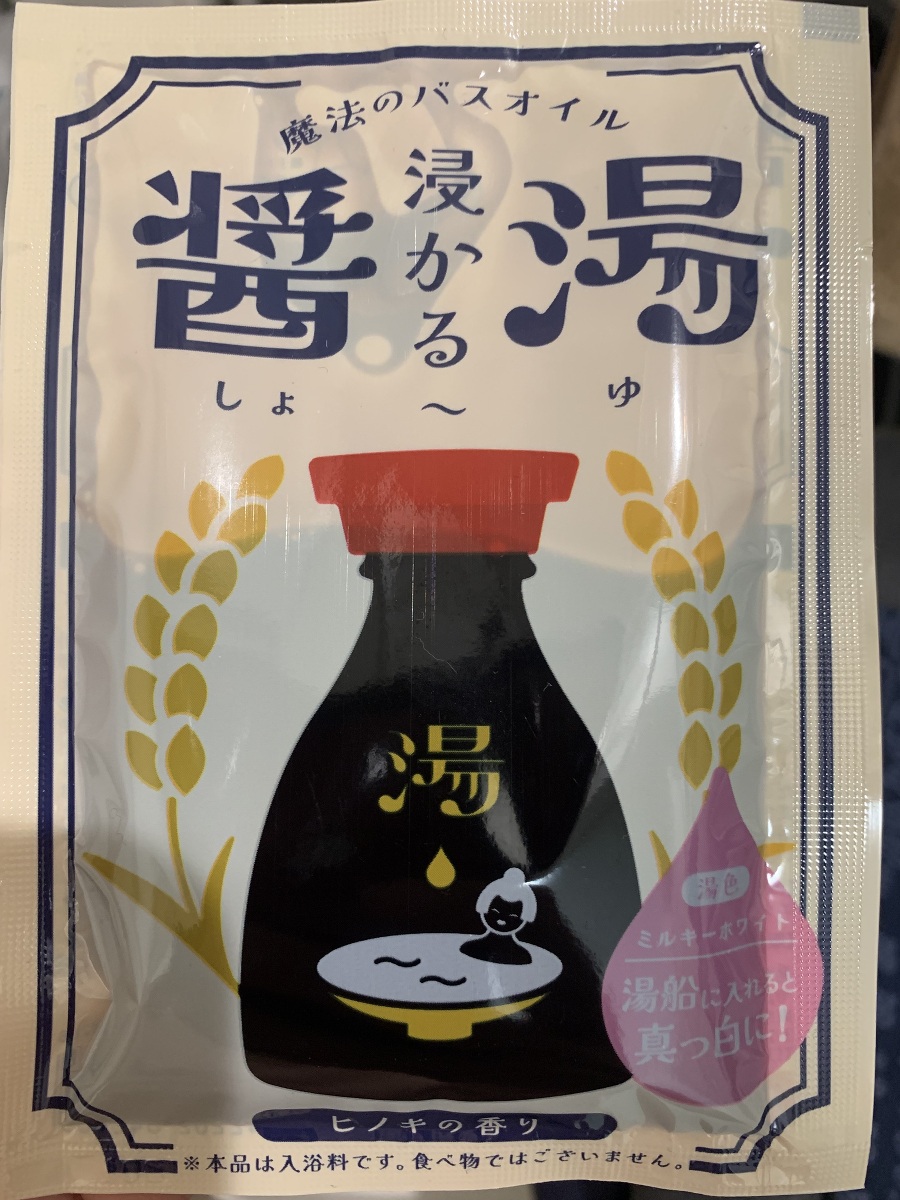 魔法のバスオイル
醤 浸かる 湯
しょ～ゆ
湯
湯色
ミルキーホワイト
湯船に入れると
真っ白に!
ヒノキの香り
※本品は入浴料です。食べ物ではございません。